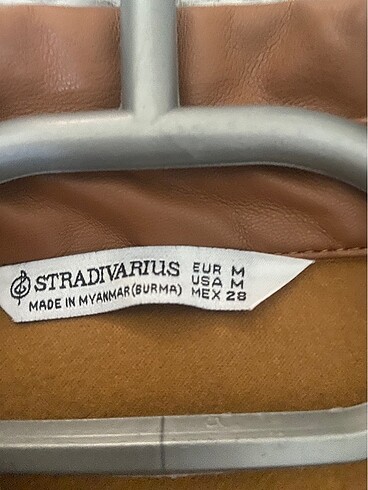 STRADIVARIUS
MADE IN MYANMAR (BURMA)
EUR M
USA M
MEX 28